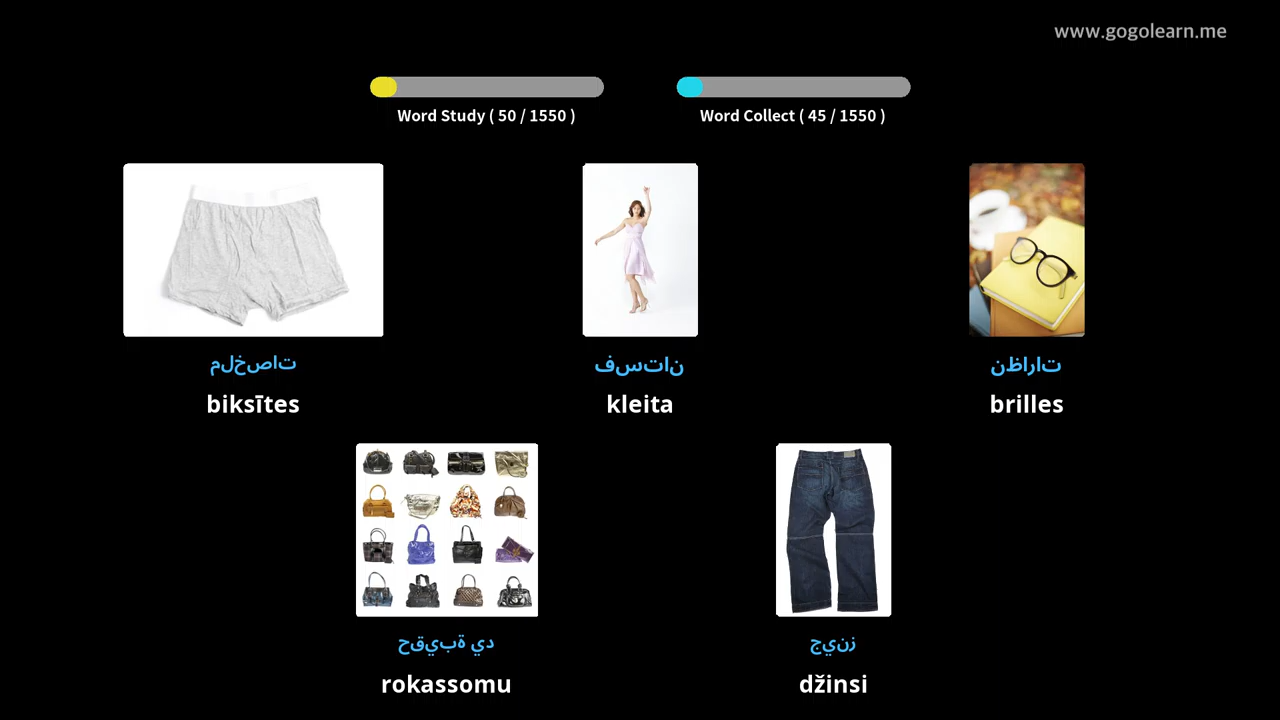 www.gogolearn.me
Word Study ( 50 / 1550 )
Word Collect ( 45 / 1550 )
ملخصات
biksītes
فستان
kleita
نظارات
brilles
حقيبة يد
rokassomu
جينز
džinsi